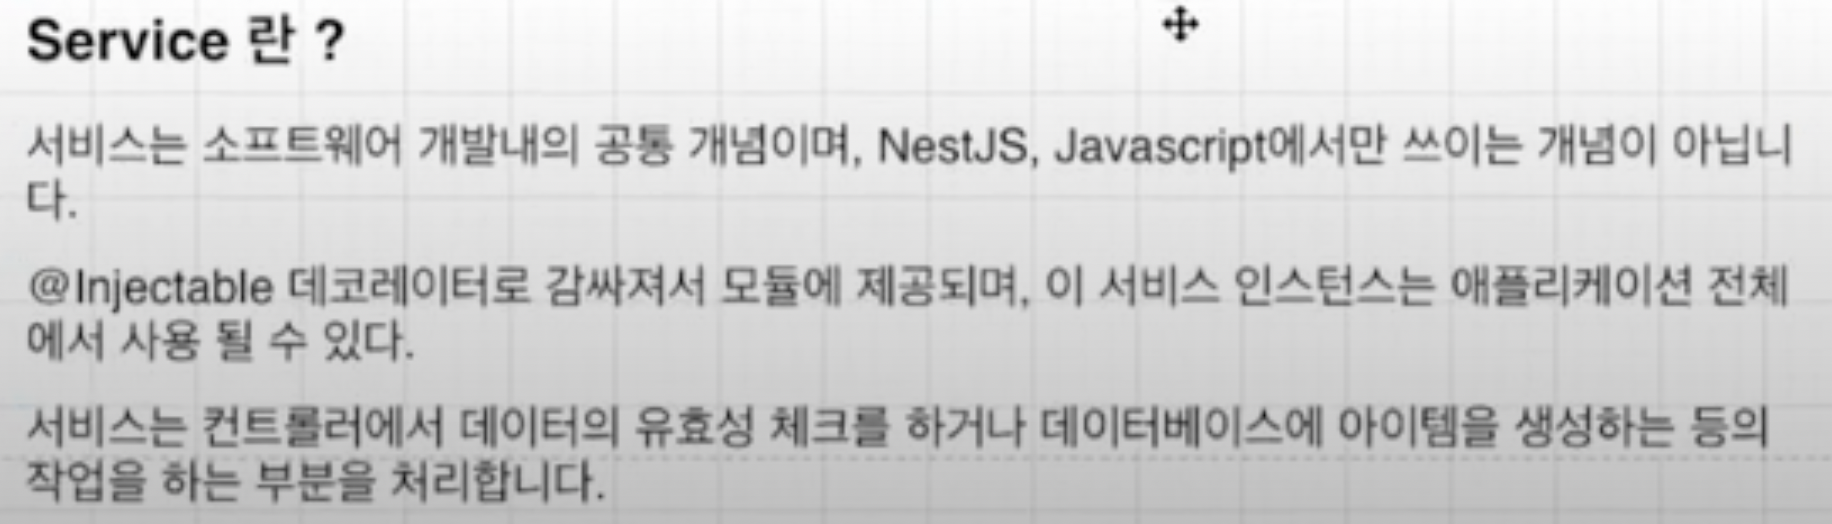 Service 란 ?
서비스는 소프트웨어 개발내의 공통 개념이며, NestJS, Javascript에서만 쓰이는 개념이 아닙니
다.
@Injectable 데코레이터로 감싸져서 모듈에 제공되며, 이 서비스 인스턴스는 애플리케이션 전체
에서 사용 될 수 있다.
서비스는 컨트롤러에서 데이터의 유효성 체크를 하거나 데이터베이스에 아이템을 생성하는 등의
작업을 하는 부분을 처리합니다.